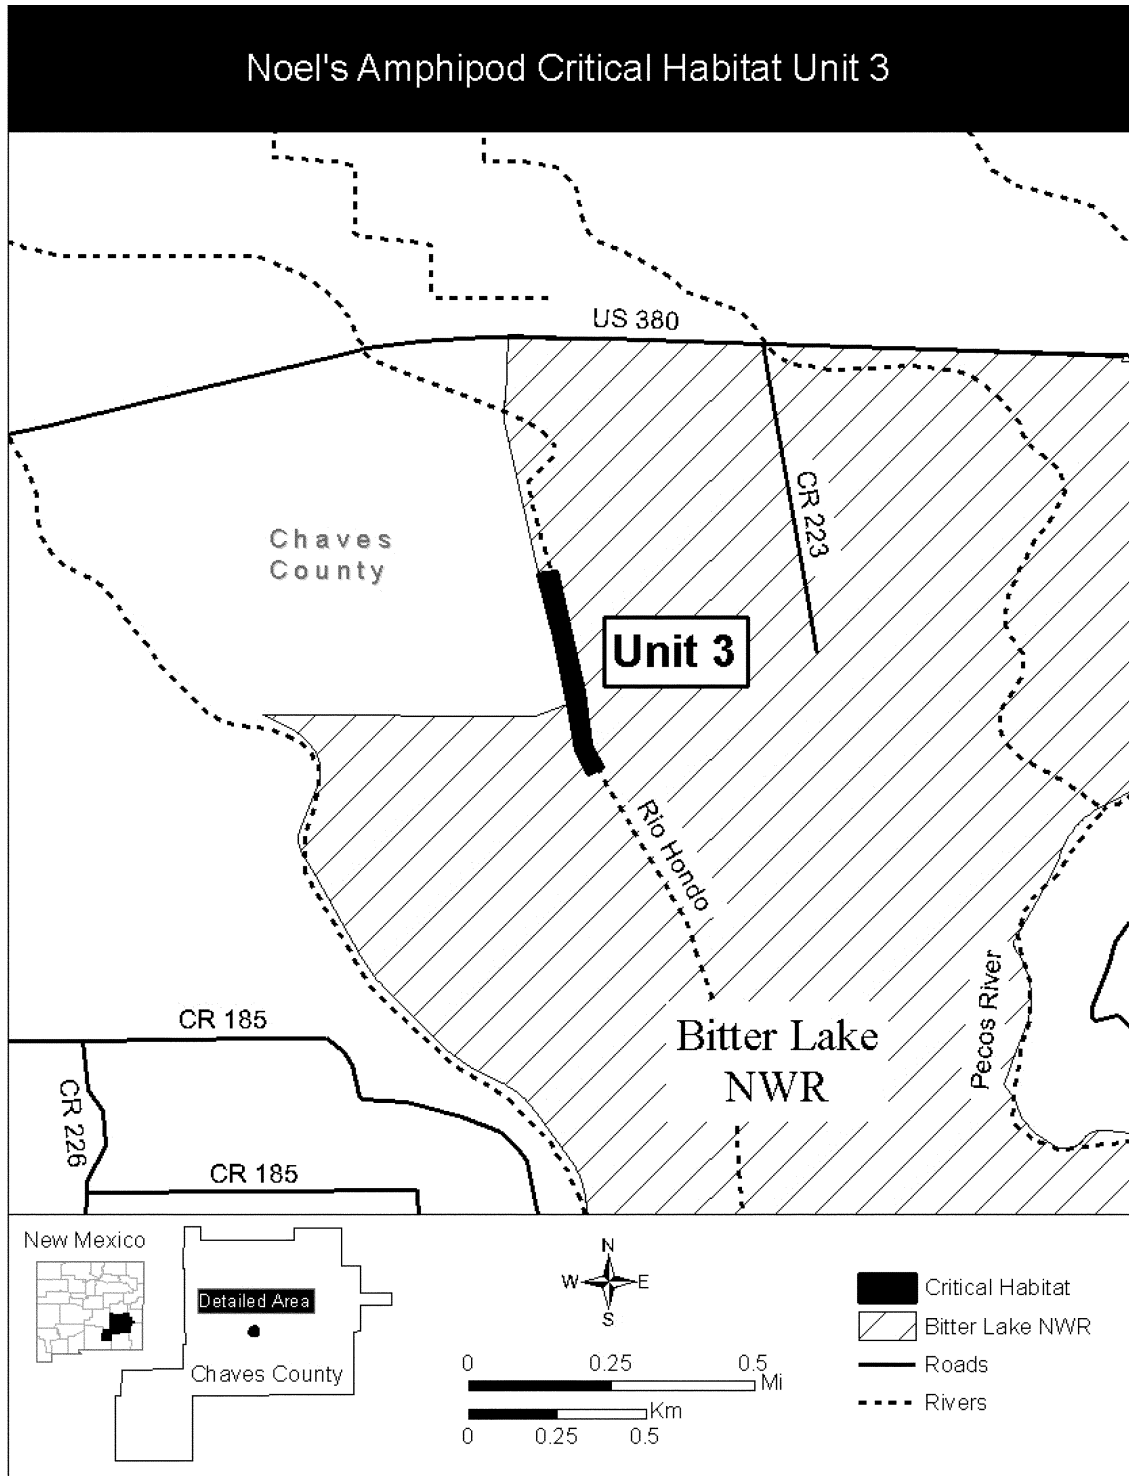 Noel's Amphipod Critical Habitat Unit 3
US 380
CR 223
Chaves
County
Unit 3
Rio Hondo
Pecos River
Bitter Lake
NWR
CR 185
CR 226
CR 185
New Mexico
Detailed Area
Chaves County
N
W
E
S
0
0.25
0.5
Mi
Km
0
0.25
0.5
Critical Habitat
Bitter Lake NWR
Roads
Rivers